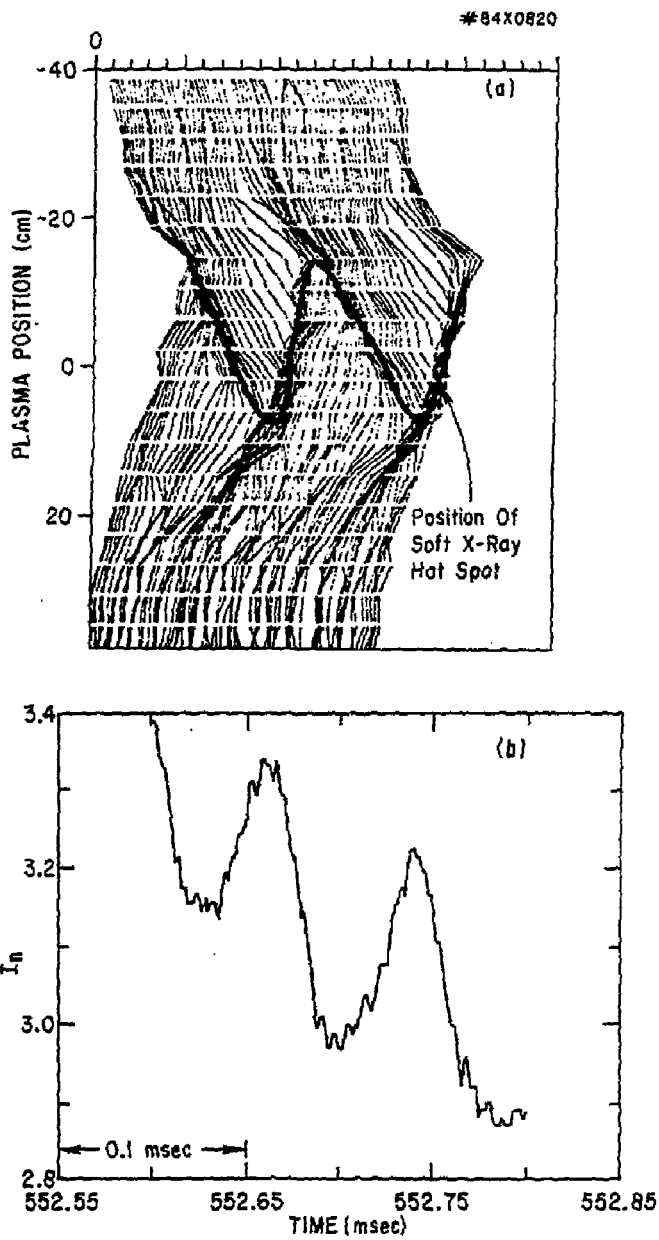 #84X0820
0
-40
(a)
-20
PLASMA POSITION (cm)
0
20
Position Of
Soft X-Ray
Hot Spot
3.4
(b)
3.2
In
3.0
0.1 msec
2.8
552.55
552.65
552.75
552.85
TIME (msec)